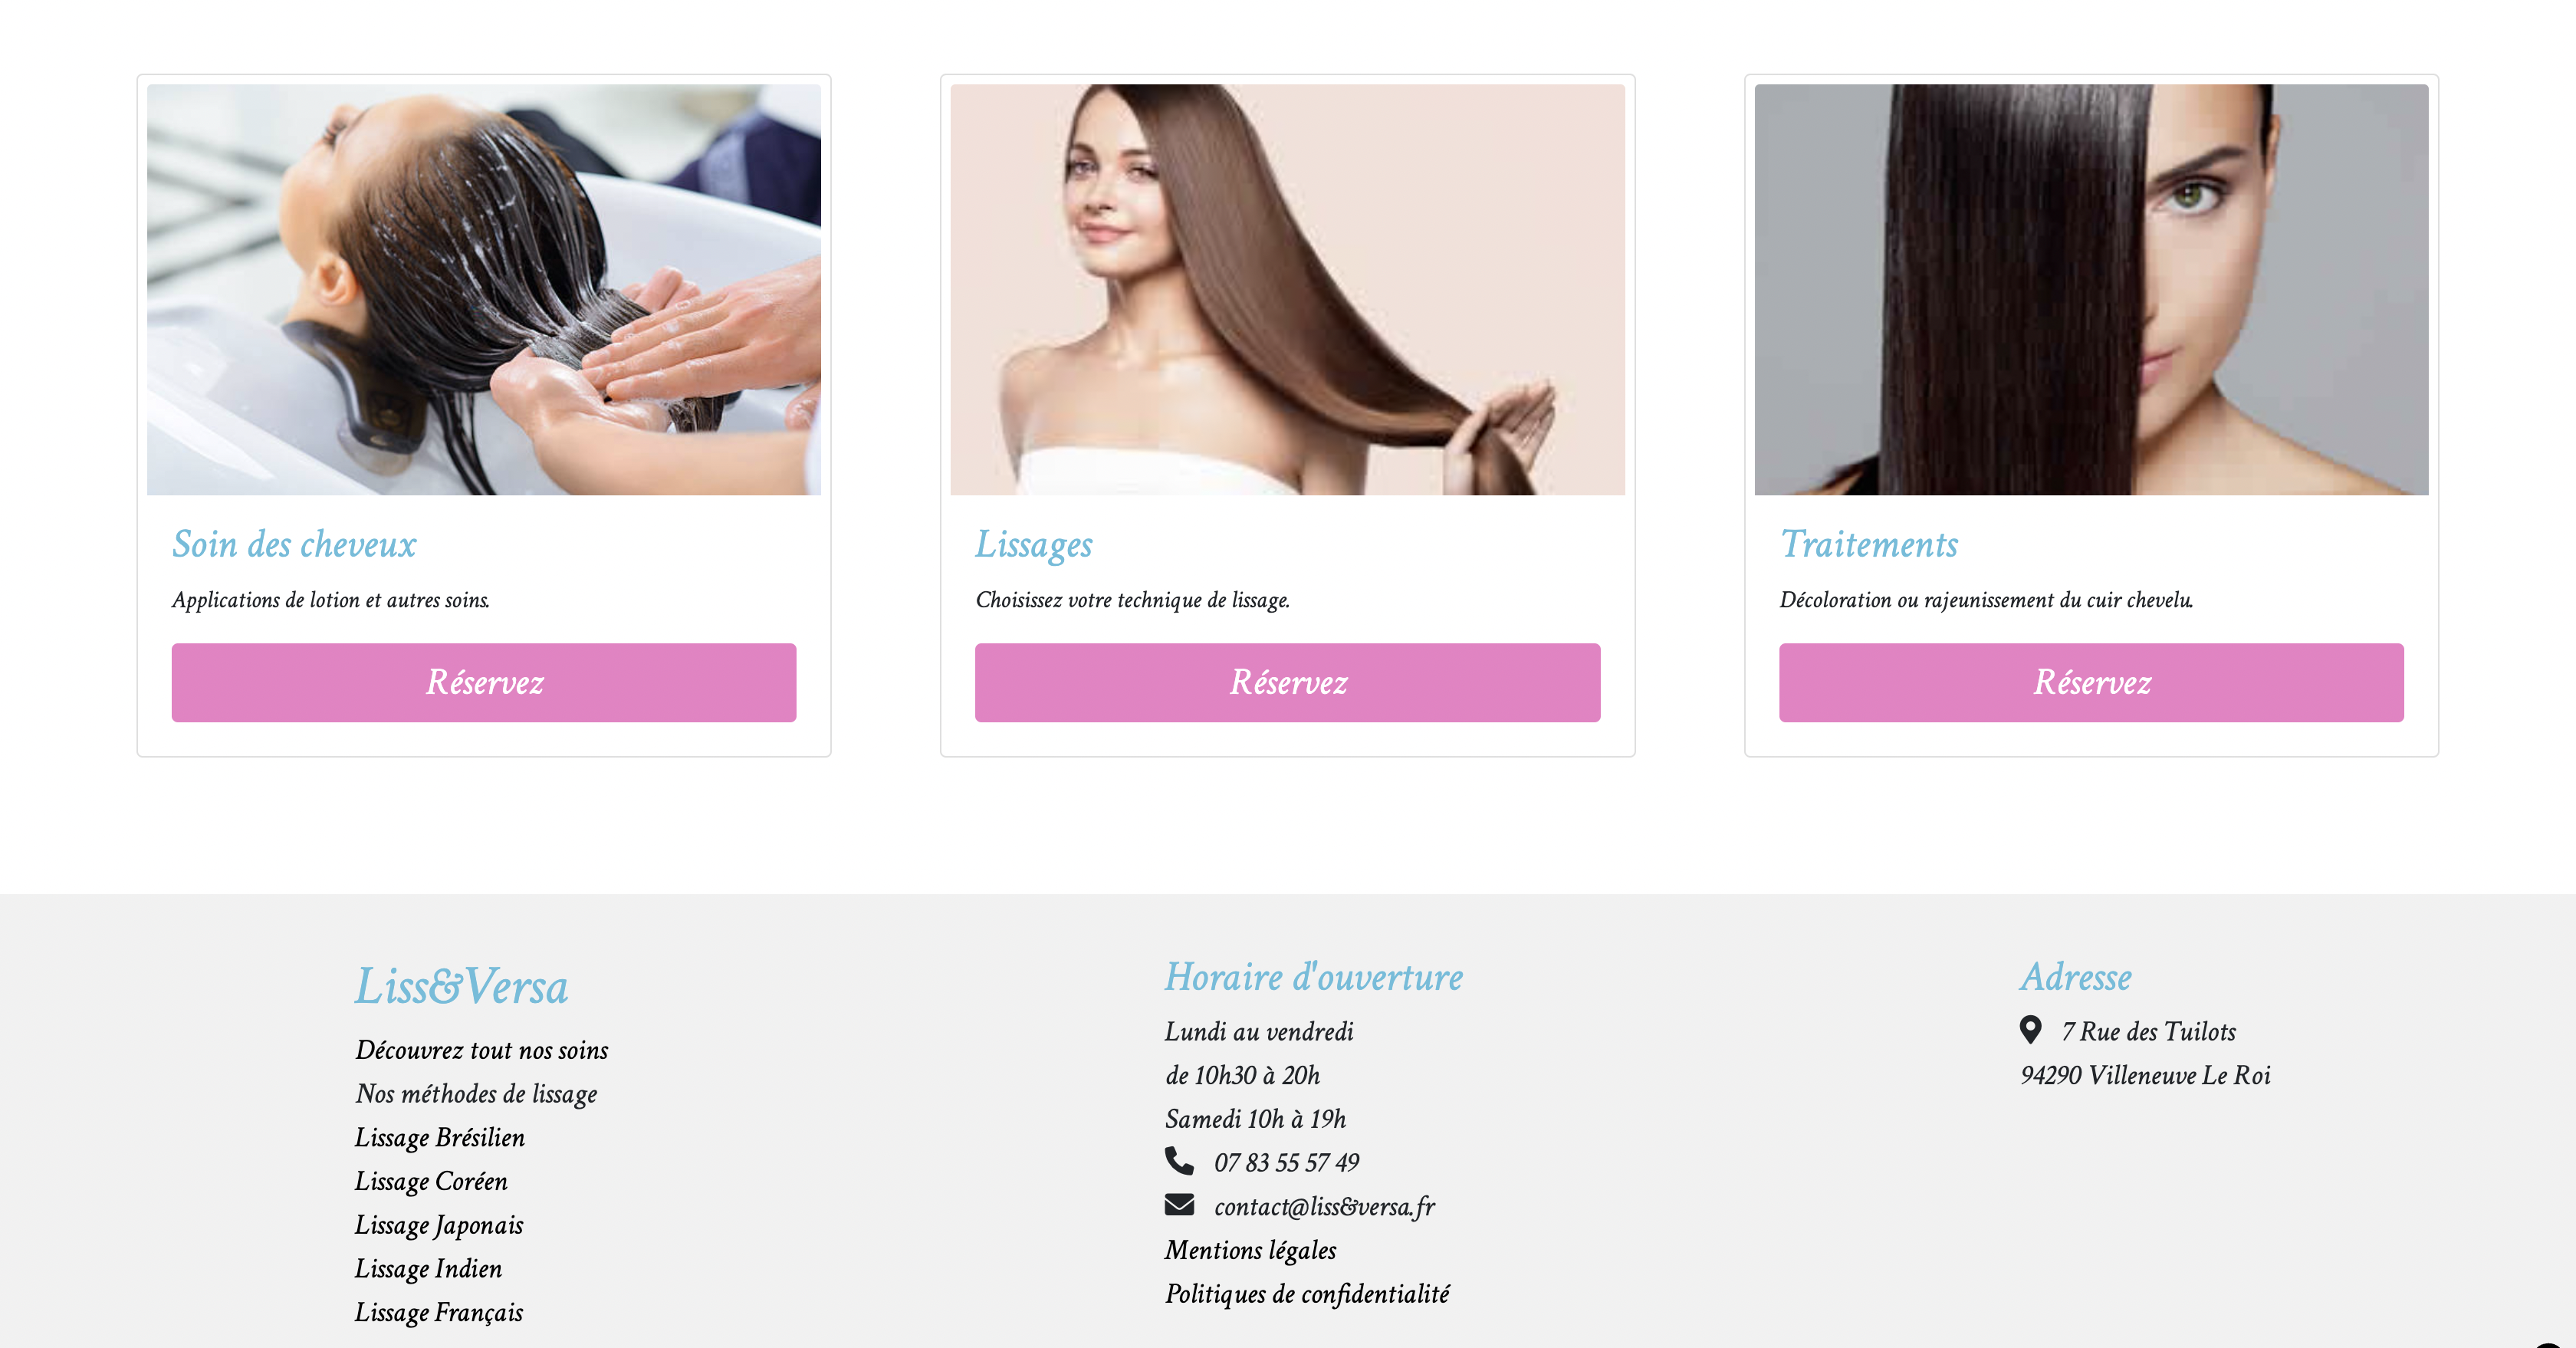 Soin des cheveux
Applications de lotion et autres soins.
Réservez
Lissages
Choisissez votre technique de lissage.
Réservez
Traitements
Décoloration ou rajeunissement du cuir chevelu.
Réservez
Liss&Versa
Découvrez tout nos soins
Nos méthodes de lissage
Lissage Brésilien
Lissage Coréen
Lissage Japonais
Lissage Indien
Lissage Français
Horaire d'ouverture
Lundi au vendredi
de 10h30 à 20h
Samedi 10h à 19h
07 83 55 57 49
contact@liss&versa.fr
Mentions légales
Politiques de confidentialité
Adresse
7 Rue des Tuilots
94290 Villeneuve Le Roi